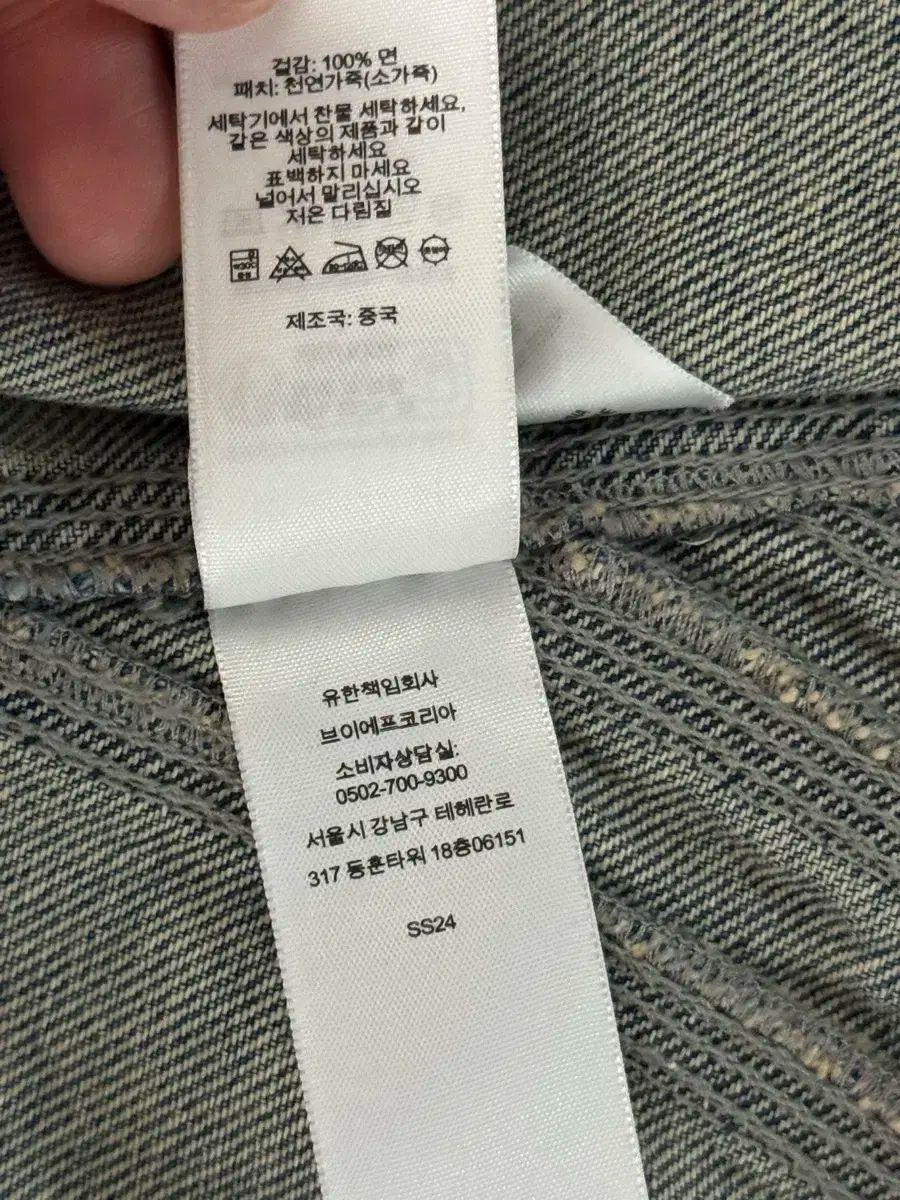 겉감: 100% 면
패치: 천연가죽(소가죽)
세탁기에서 찬물 세탁하세요,
같은 색상의 제품과 같이
세탁하세요
표백하지 마세요
널어서 말리십시오
저온 다림질
제조국: 중국
유한책임회사
브이에프코리아
소비자상담실:
0502-700-9300
서울시 강남구 테헤란로
317 동훈타워 18층06151
SS24